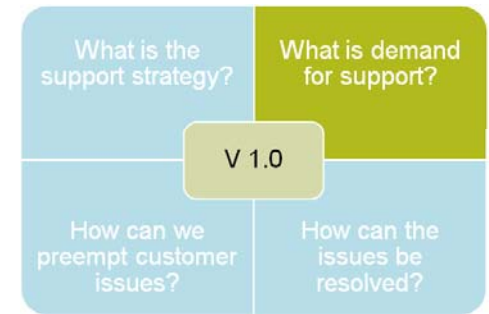 What is the
support strategy?
What is demand
for support?
V 1.0
How can we
preempt customer
issues?
How can the
issues be
resolved?